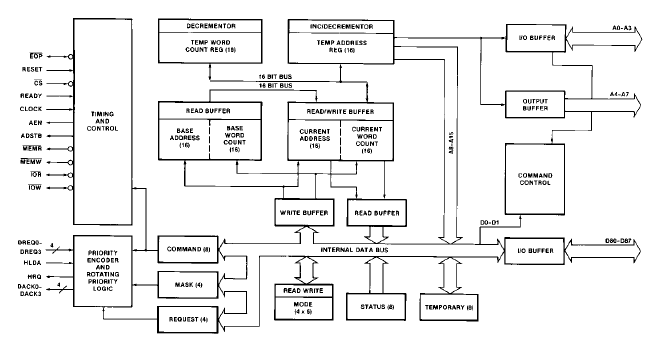 DECREMENTOR
TEMP WORD
COUNT REG (16)
INC/DECREMENTOR
TEMP ADDRESS
REG (16)
I/O BUFFER
A0–A3
EOP
RESET
CS
READY
CLOCK
AEN
ADSTB
MEMR
MEMW
IOR
IOW
TIMING
AND
CONTROL
16 BIT BUS
16 BIT BUS
READ BUFFER
BASE
ADDRESS
(16)
BASE
WORD
COUNT
(16)
READ/WRITE BUFFER
CURRENT
ADDRESS
(16)
CURRENT
WORD
COUNT
(16)
A8–A15
OUTPUT
BUFFER
A4–A7
COMMAND
CONTROL
WRITE BUFFER
READ BUFFER
D0–D1
DREQ0–
DREQ3
4
HLDA
HRQ
DACK0–
DACK3
4
PRIORITY
ENCODER
AND
ROTATING
PRIORITY
LOGIC
COMMAND (8)
MASK (4)
REQUEST (4)
INTERNAL DATA BUS
I/O BUFFER
DB0–DB7
READ WRITE
MODE
(4 x 6)
STATUS (8)
TEMPORARY (8)